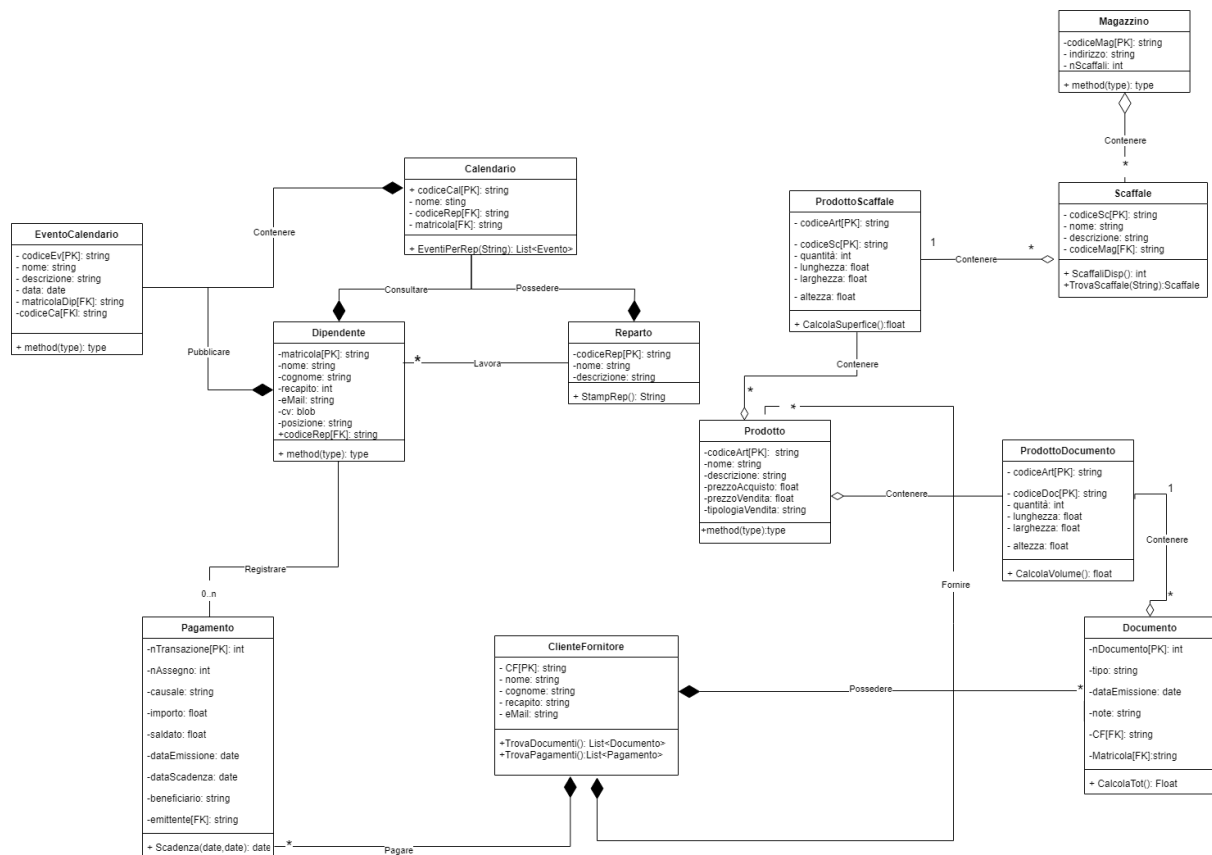 Magazzino
-codiceMag[PK]: string
- indirizzo: string
- nScaffali: int
+ method(type): type
Contenere
*
Calendario
+ codiceCal[PK]: string
- nome: sting
- codiceRep[FK]: string
- matricola[FK]: string
+ EventiPerRep(String): List<Evento>
Contenere
ProdottoScaffale
- codiceArt[PK]: string
- codiceSc[PK]: string
- quantità: int
- lunghezza: float
- larghezza: float
- altezza: float
+ CalcolaSuperfice():float
1
Contenere
*
Scaffale
- codiceSc[PK]: string
- nome: string
- descrizione: string
- codiceMag[FK]: string
+ ScaffaliDisp(): int
+TrovaScaffale(String):Scaffale
EventoCalendario
- codiceEv[PK]: string
- nome: string
- descrizione: string
- data: date
- matricolaDip[FK]: string
-codiceCa[FKl: string
+ method(type): type
Pubblicare
Consultare
Possedere
Dipendente
-matricola[PK]: string
-nome: string
-cognome: string
-recapito: int
-eMail: string
-cv: blob
-posizione: string
+codiceRep[FK]: string
+ method(type): type
*
Lavora
Reparto
-codiceRep[PK]: string
-nome: string
-descrizione: string
+ StampRep(): String
Contenere
*
*
Prodotto
-codiceArt[PK]: string
-nome: string
-descrizione: string
-prezzoAcquisto: float
-prezzoVendita: float
-tipologiaVendita: string
+method(type):type
Contenere
ProdottoDocumento
- codiceArt[PK]: string
- codiceDoc[PK]: string
- quantità: int
- lunghezza: float
- larghezza: float
- altezza: float
+ CalcolaVolume(): float
1
Contenere
*
Registrare
0..n
Fornire
Pagamento
-nTransazione[PK]: int
-nAssegno: int
-causale: string
-importo: float
-saldato: float
-dataEmissione: date
-dataScadenza: date
-beneficiario: string
-emittente[FK]: string
+ Scadenza(date,date): date
*
Pagare
ClienteFornitore
- CF[PK]: string
- nome: string
- cognome: string
- recapito: string
- eMail: string
+TrovaDocumenti(): List<Documento>
+TrovaPagamenti():List<Pagamento>
Possedere
*
Documento
-nDocumento[PK]: int
-tipo: string
-dataEmissione: date
-note: string
-CF[FK]: string
-Matricola[FK]:string
+ CalcolaTot(): Float